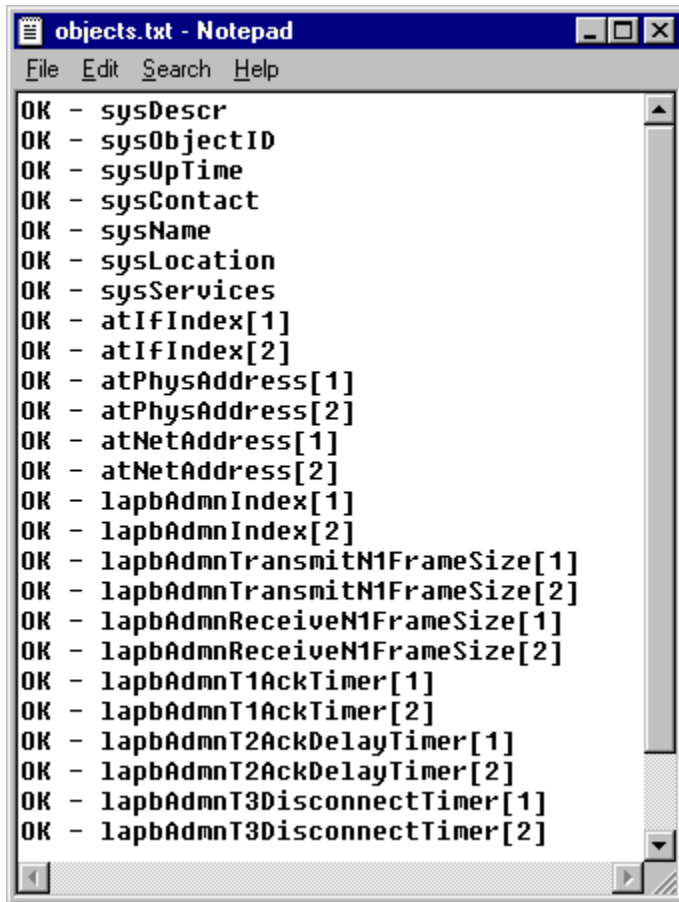 objects.txt - Notepad
File Edit Search Help
OK - sysDescr
OK - sysObjectID
OK - sysUpTime
OK - sysContact
OK - sysName
OK - sysLocation
OK - sysServices
OK - atIfIndex[1]
OK - atIfIndex[2]
OK - atPhysAddress[1]
OK - atPhysAddress[2]
OK - atNetAddress[1]
OK - atNetAddress[2]
OK - lapbAdmnIndex[1]
OK - lapbAdmnIndex[2]
OK - lapbAdmnTransmitN1FrameSize[1]
OK - lapbAdmnTransmitN1FrameSize[2]
OK - lapbAdmnReceiveN1FrameSize[1]
OK - lapbAdmnReceiveN1FrameSize[2]
OK - lapbAdmnT1AckTimer[1]
OK - lapbAdmnT1AckTimer[2]
OK - lapbAdmnT2AckDelayTimer[1]
OK - lapbAdmnT2AckDelayTimer[2]
OK - lapbAdmnT3DisconnectTimer[1]
OK - lapbAdmnT3DisconnectTimer[2]